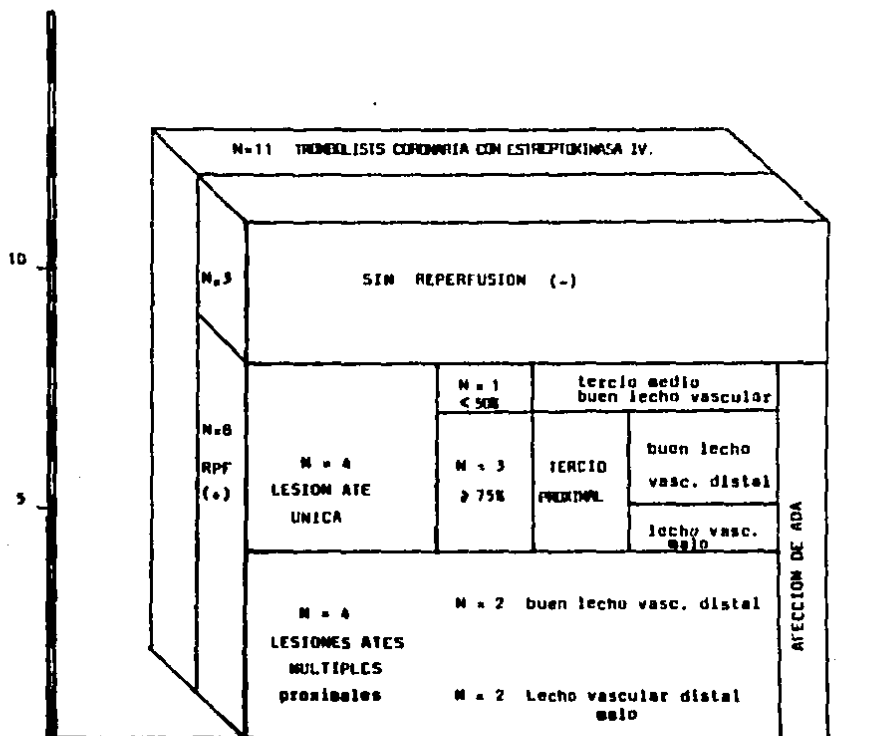 N=11 TROMBOLISIS CORONARIA CON ESTREPTOKINASA IV.
10
N=3
SIN REPERFUSION (-)
N = 1
< 50%
tercio medio
buen lecho vascular
N=8
RPF
(+)
N = 4
LESION ATE
UNICA
N = 3
≥ 75%
TERCIO
PROXIMAL
buen lecho
vasc. distal
lecho vasc.
malo
5
AFECCION DE ADA
N = 4
LESIONES ATES
MULTIPLES
proximales
N = 2 buen lecho vasc. distal
N = 2 Lecho vascular distal
malo